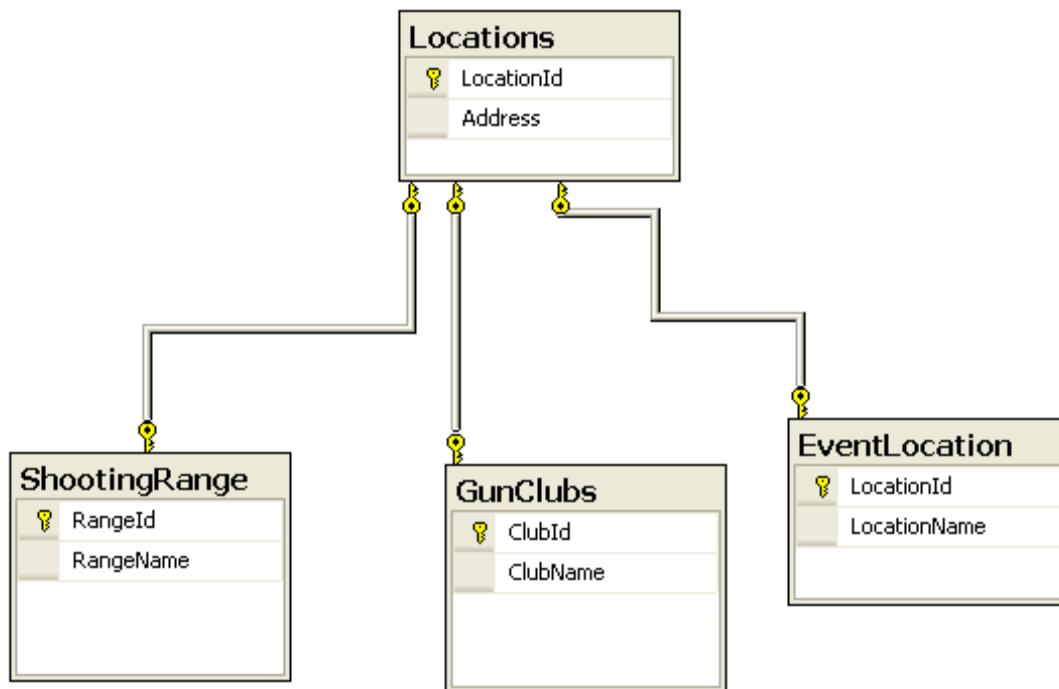 Locations
LocationId
Address
ShootingRange
RangeId
RangeName
GunClubs
ClubId
ClubName
EventLocation
LocationId
LocationName